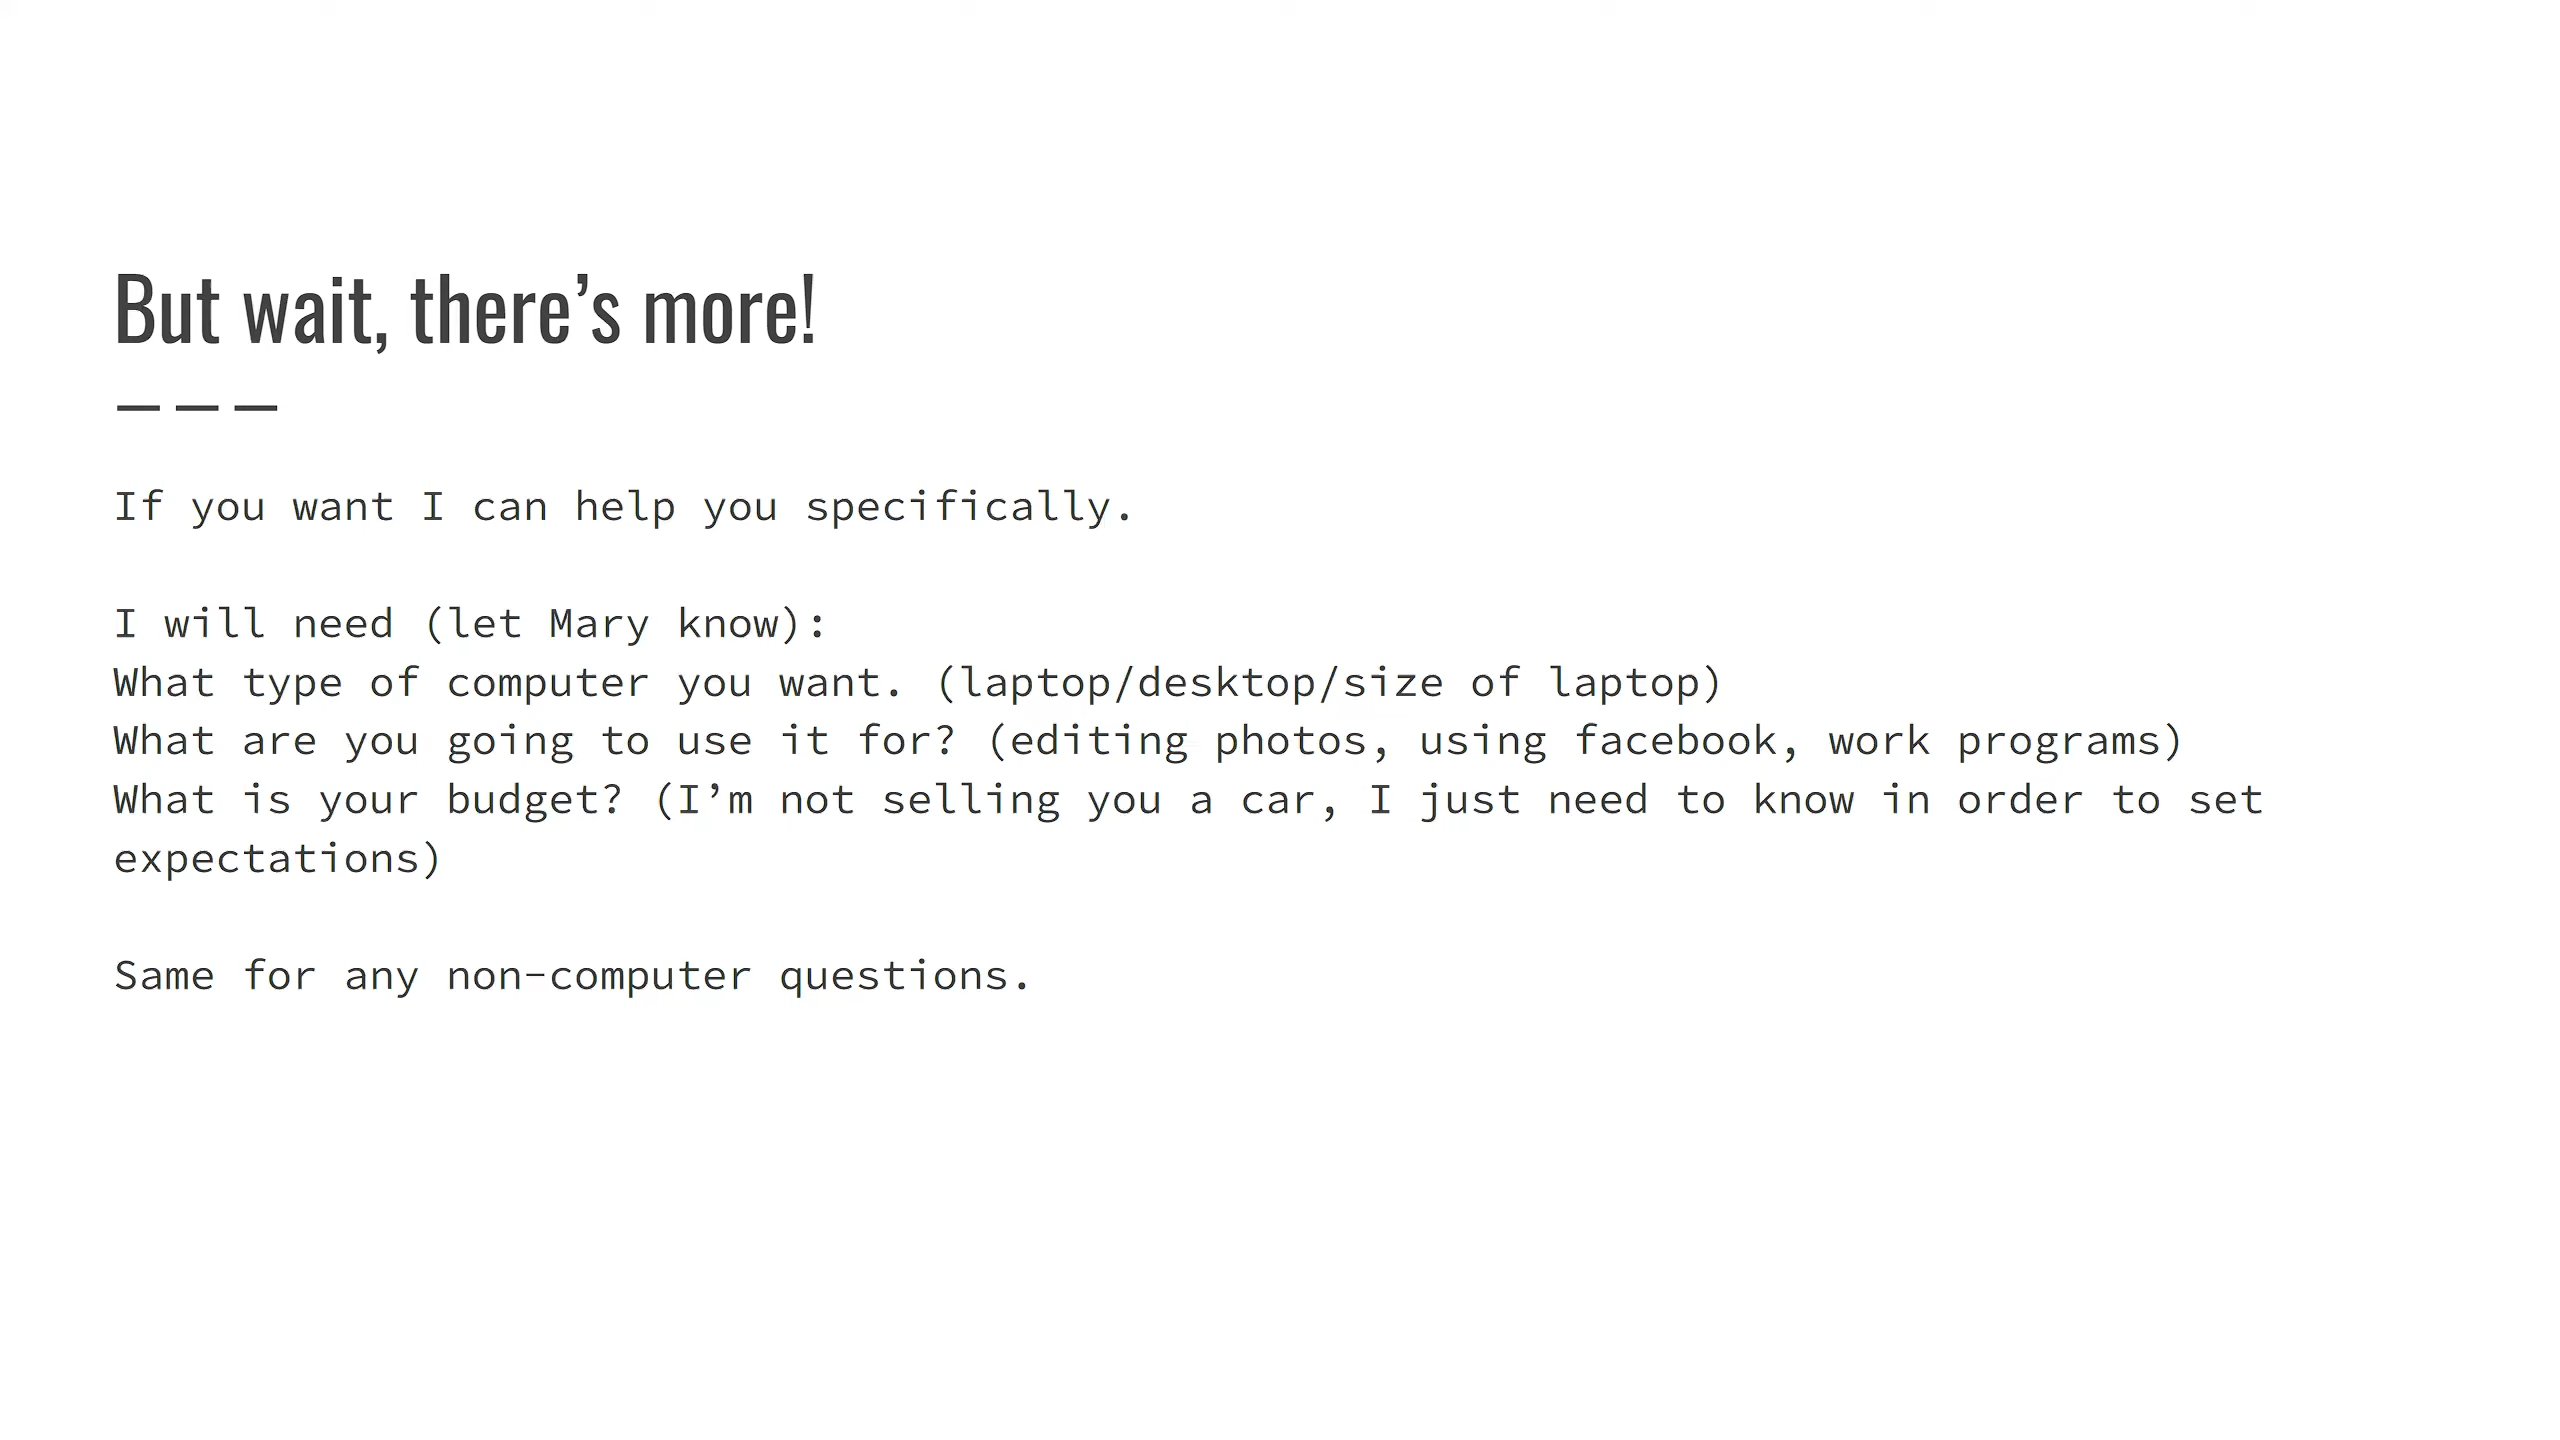 But wait, there’s more!
If you want I can help you specifically.
I will need (let Mary know):
What type of computer you want. (laptop/desktop/size of laptop)
What are you going to use it for? (editing photos, using facebook, work programs)
What is your budget? (I’m not selling you a car, I just need to know in order to set
expectations)
Same for any non-computer questions.